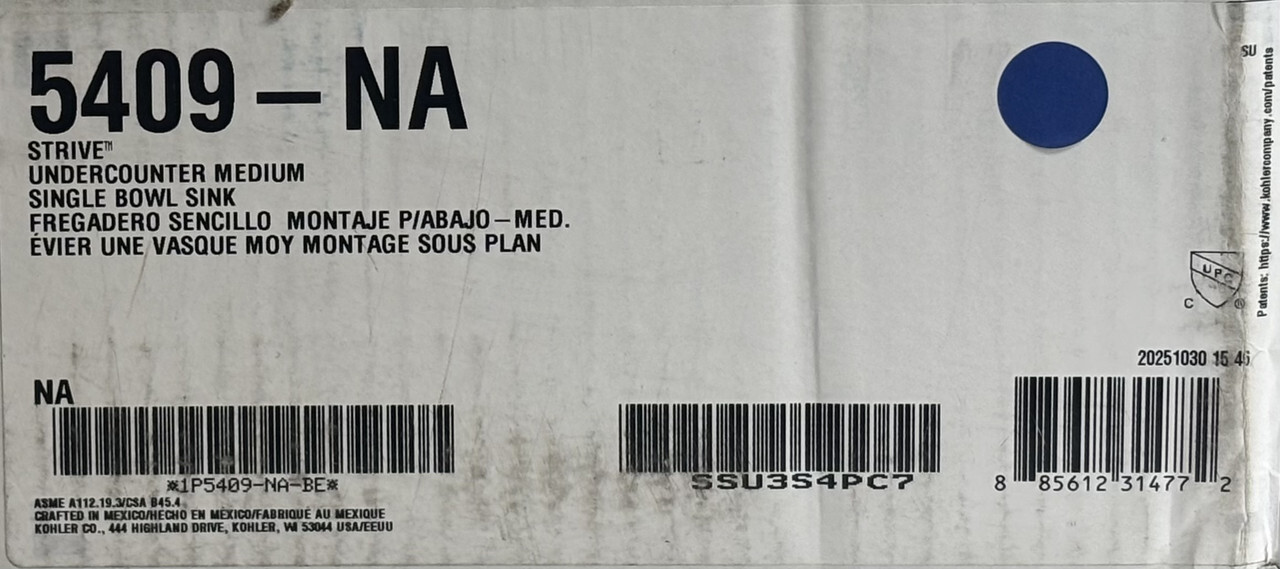 5409-NA
STRIVE™
UNDERCOUNTER MEDIUM
SINGLE BOWL SINK
FREGADERO SENCILLO MONTAJE P/ABAJO-MED.
ÉVIER UNE VASQUE MOY MONTAGE SOUS PLAN
SU
Patents: https://www.kohlercompany.com/patents
UPC
C ®
20251030 15 46
NA
*1P5409-NA-BE*
SSU3S4PC7
8 85612 31477 2
ASME A112.19.3/CSA B45.4
CRAFTED IN MEXICO/HECHO EN MÉXICO/FABRIQUÉ AU MEXIQUE
KOHLER CO., 444 HIGHLAND DRIVE, KOHLER, WI 53044 USA/EEUU